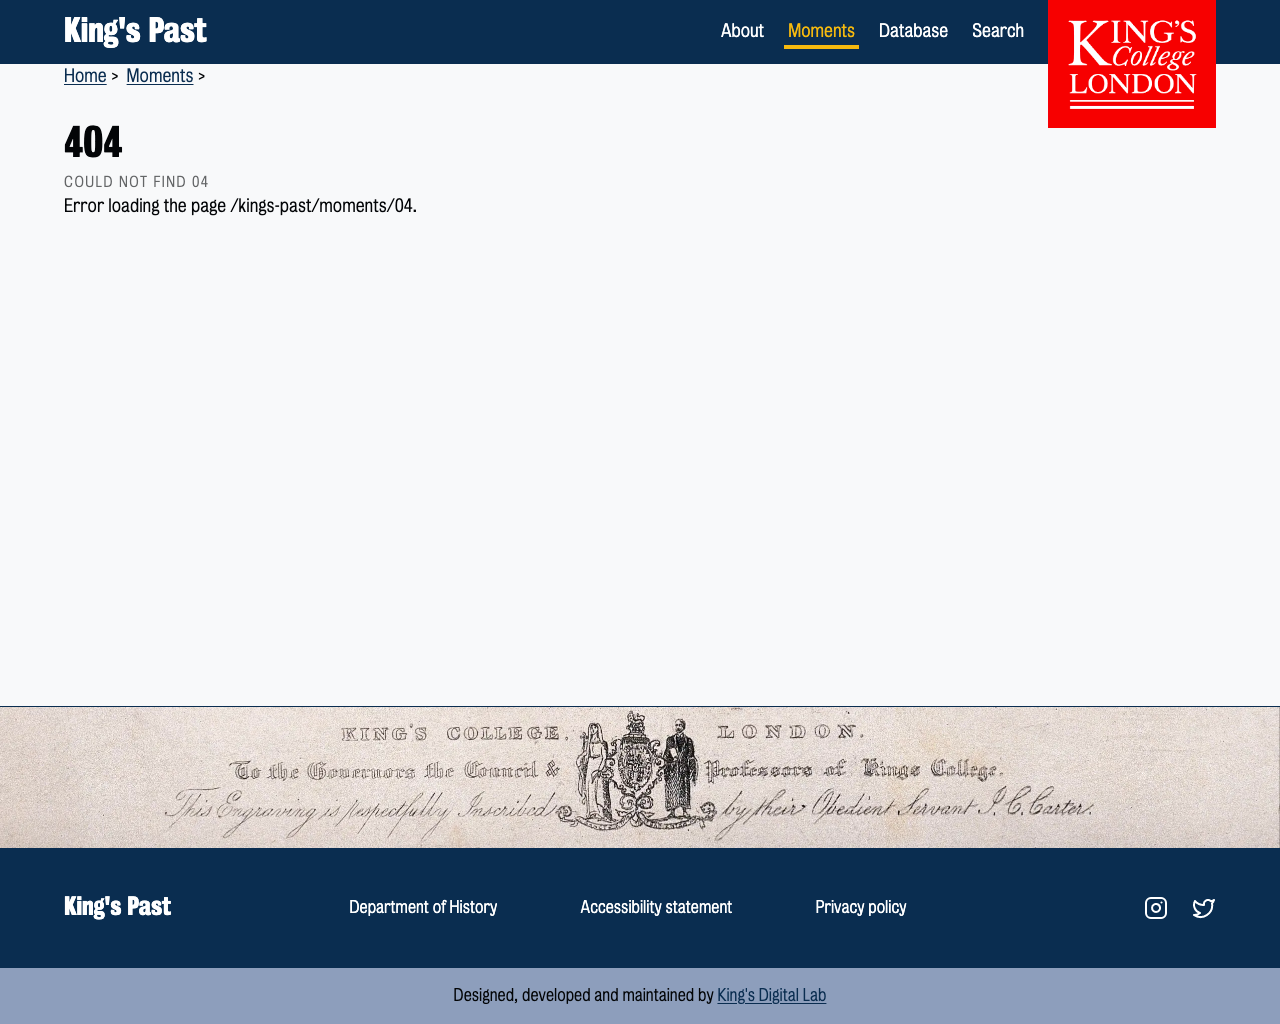 King's Past
About Moments Database Search
KING'S
College
LONDON
Home > Moments >
404
COULD NOT FIND 04
Error loading the page /kings-past/moments/04.
KING'S COLLEGE. LONDON.
To the Governors the Council & Professors of Kings College.
This Engraving is respectfully Inscribed by their Obedient Servant J. C. Carter.
King's Past
Department of History
Accessibility statement
Privacy policy
Designed, developed and maintained by King's Digital Lab